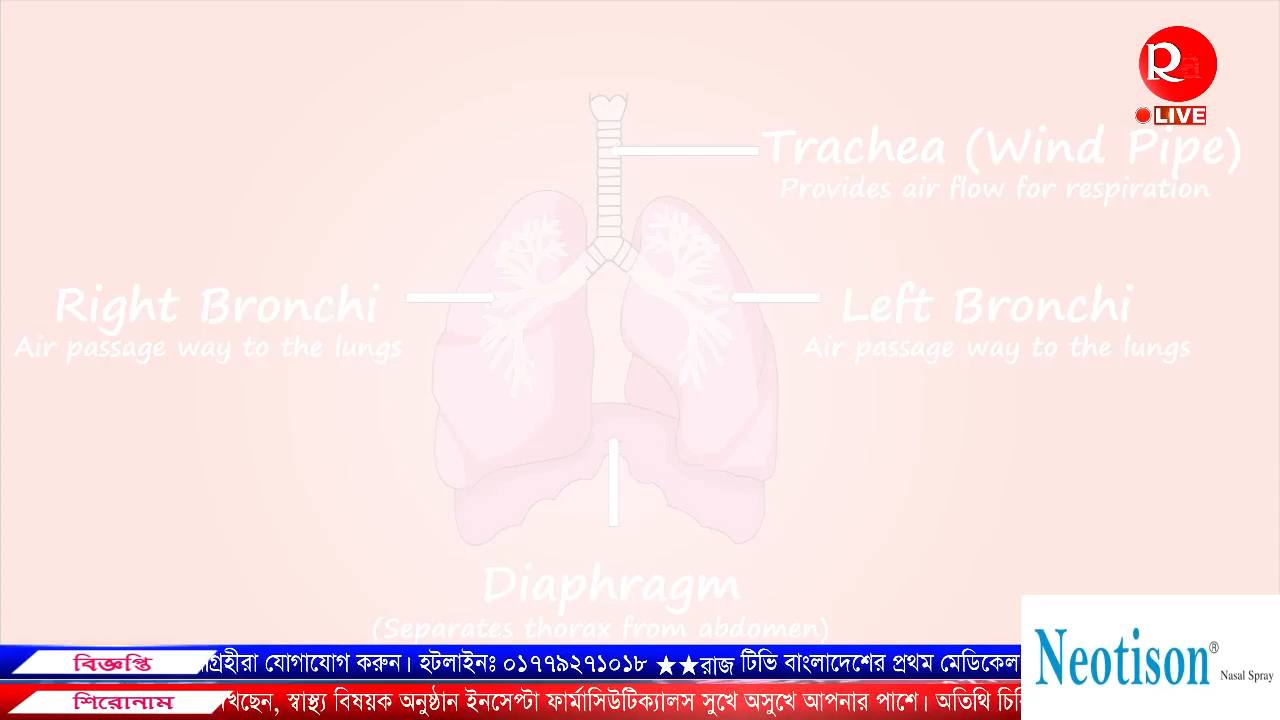 R
LIVE
Trachea (Wind Pipe)
Provides air flow for respiration
Right Bronchi
Air passage way to the lungs
Left Bronchi
Air passage way to the lungs
Diaphragm
(Separates thorax from abdomen)
বিজ্ঞপ্তি
যোগাযোগ করুন। হটলাইনঃ ০১৭৭৯২৭১০১৮ ★★রাজ টিভি বাংলাদেশের প্রথম মেডিকেল
শিরোনাম
স্বাস্থ্য বিষয়ক অনুষ্ঠান ইনসেপ্টা ফার্মাসিউটিক্যালস সুখে অসুখে আপনার পাশে। অতিথি
Neotison®
Nasal Spray